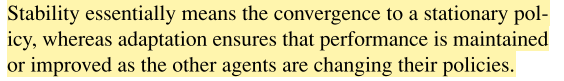 Stability essentially means the convergence to a stationary pol-
icy, whereas adaptation ensures that performance is maintained
or improved as the other agents are changing their policies.